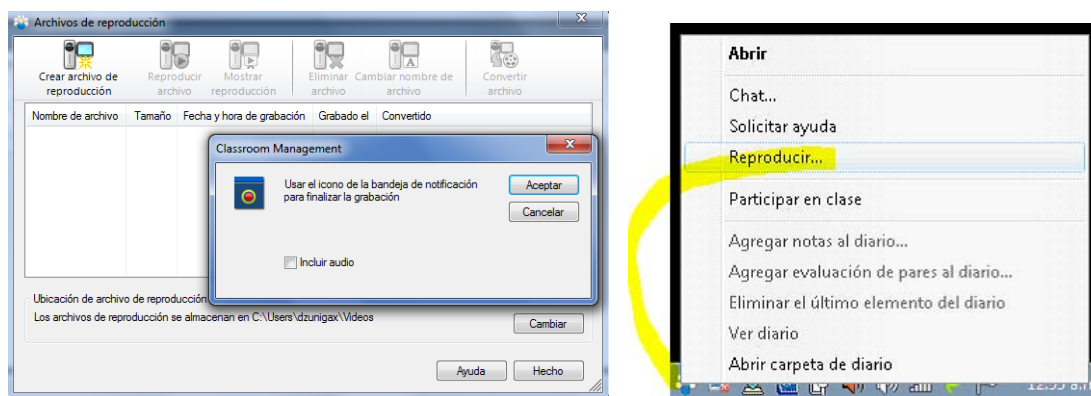 Archivos de reproducción
Crear archivo de reproducción
Reproducir archivo
Mostrar reproducción
Eliminar archivo
Cambiar nombre de archivo
Convertir archivo
Nombre de archivo Tamaño Fecha y hora de grabación Grabado el Convertido
Classroom Management
Usar el icono de la bandeja de notificación
para finalizar la grabación
Aceptar
Cancelar
Incluir audio
Ubicación de archivo de reproducción
Los archivos de reproducción se almacenan en C:\Users\dzunigax\Videos
Cambiar
Ayuda
Hecho
Abrir
Chat...
Solicitar ayuda
Reproducir...
Participar en clase
Agregar notas al diario...
Agregar evaluación de pares al diario...
Eliminar el último elemento del diario
Ver diario
Abrir carpeta de diario